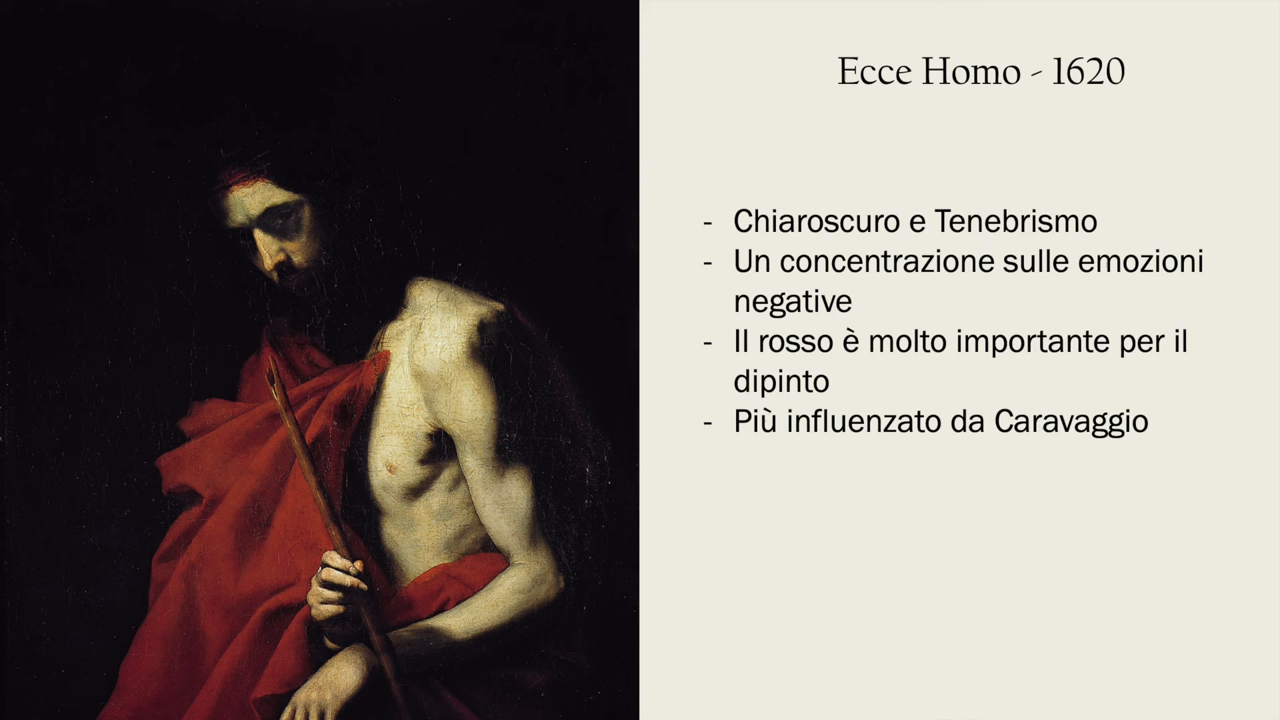 Ecce Homo - 1620
- Chiaroscuro e Tenebrismo
- Un concentrazione sulle emozioni
negative
- Il rosso è molto importante per il
dipinto
- Più influenzato da Caravaggio